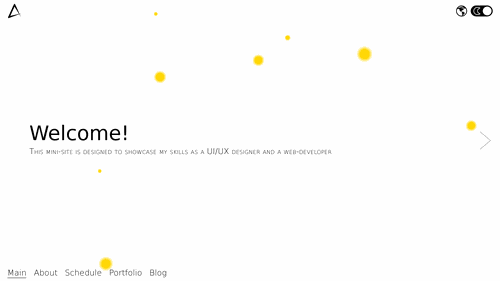 Welcome!
This mini-site is designed to showcase my skills as a UI/UX designer and a web-developer
Main About Schedule Portfolio Blog